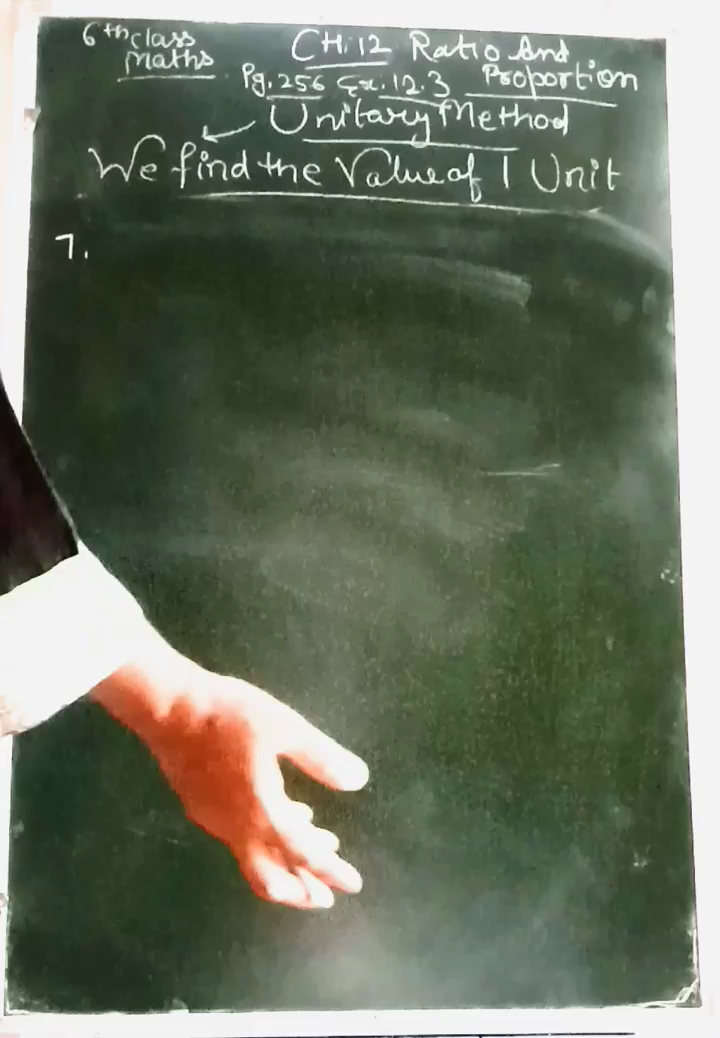 6th class CH. 12 Ratio And
Maths Pg. 256 Ex. 12.3 Proportion
Unitary Method
We find the Value of 1 Unit
7.